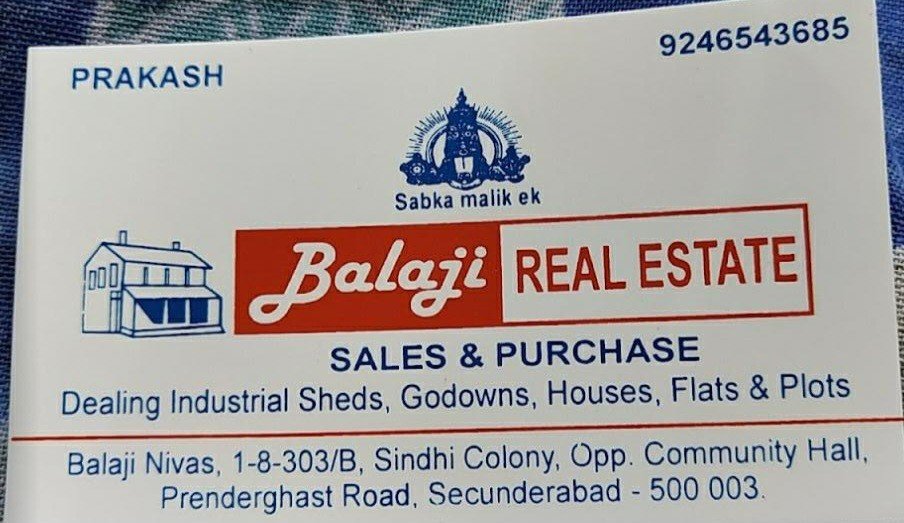 PRAKASH
9246543685
Sabka malik ek
Balaji REAL ESTATE
SALES & PURCHASE
Dealing Industrial Sheds, Godowns, Houses, Flats & Plots
Balaji Nivas, 1-8-303/B, Sindhi Colony, Opp. Community Hall,
Prenderghast Road, Secunderabad - 500 003.